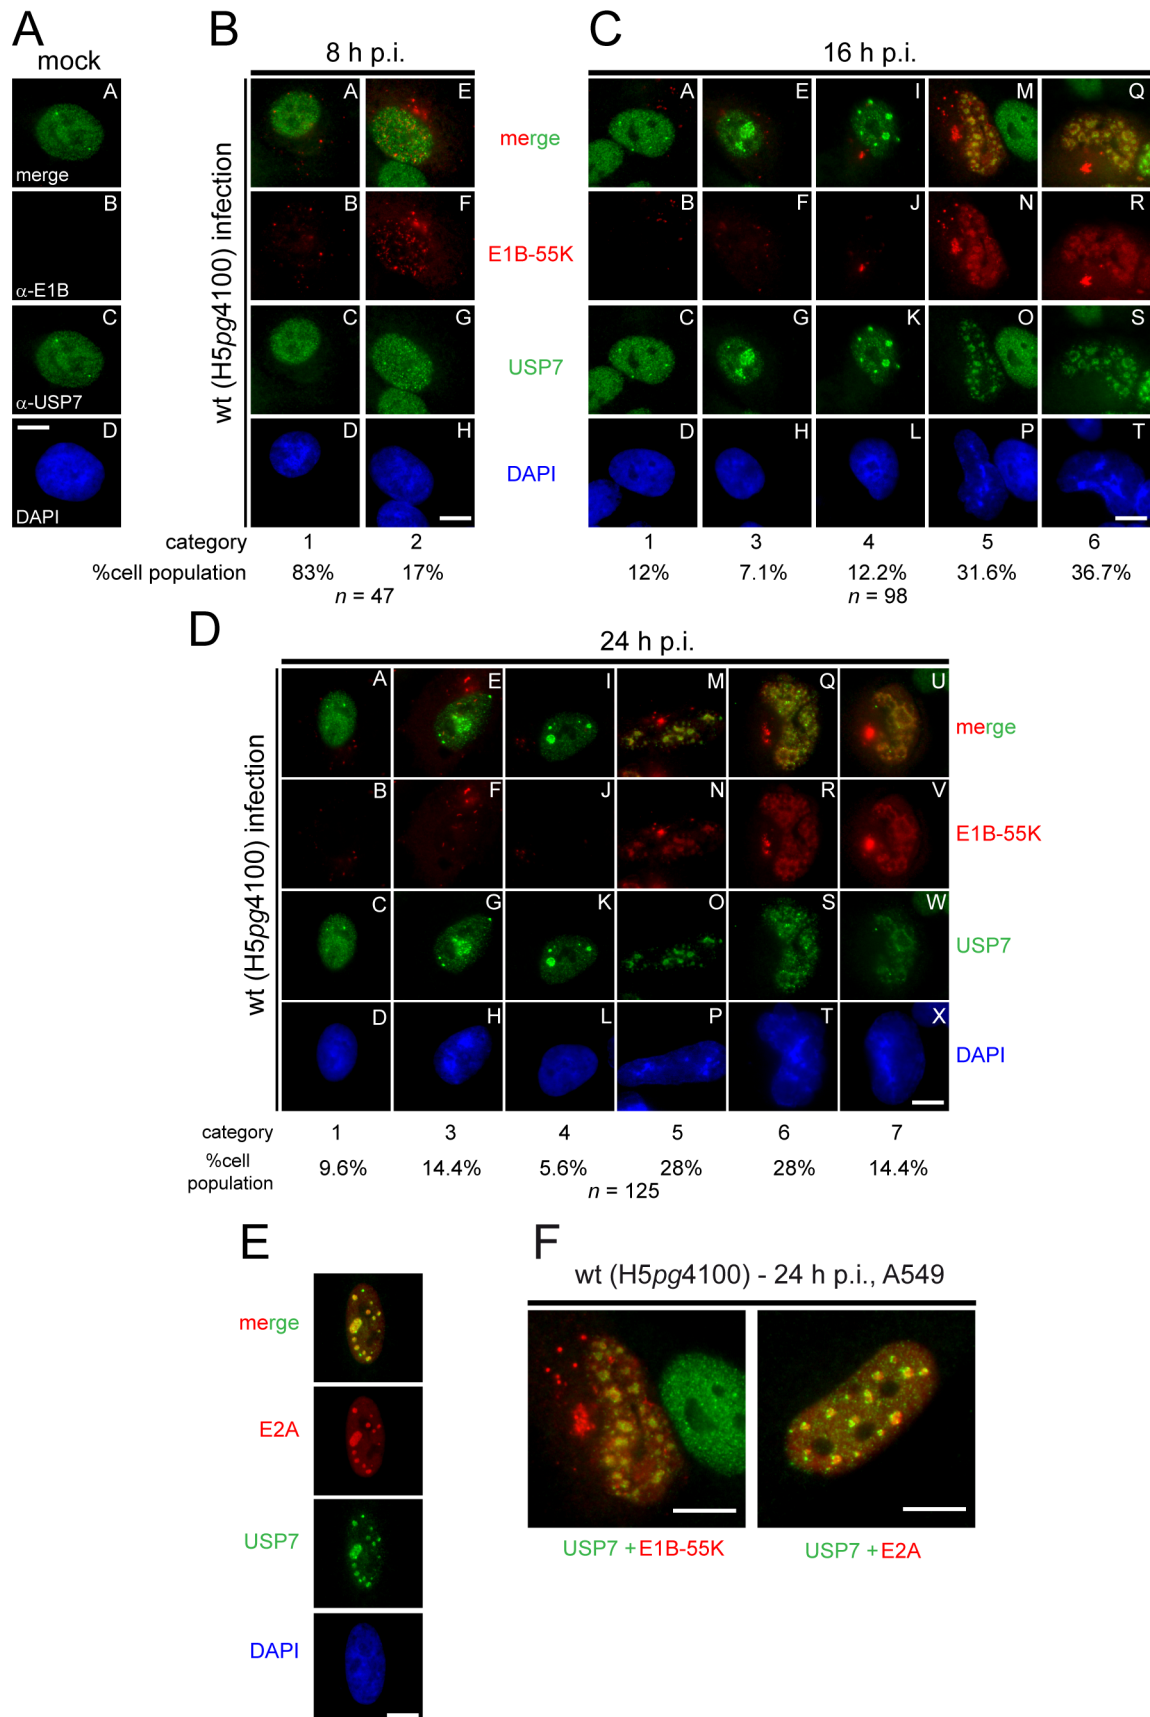 A
mock
A
merge
B
α-E1B
C
α-USP7
D
DAPI
B
8 h p.i.
wt (H5pg4100) infection
A E
B F
C G
D H
merge
E1B-55K
USP7
DAPI
category 1 2
%cell population 83% 17%
n = 47
C
16 h p.i.
A E I M Q
B F J N R
C G K O S
D H L P T
1 3 4 5 6
12% 7.1% 12.2% 31.6% 36.7%
n = 98
D
24 h p.i.
wt (H5pg4100) infection
A E I M Q U
merge
B F J N R V
E1B-55K
C G K O S W
USP7
D H L P T X
DAPI
category 1 3 4 5 6 7
%cell
population
9.6% 14.4% 5.6% 28% 28% 14.4%
n = 125
E
merge
E2A
USP7
DAPI
F
wt (H5pg4100) - 24 h p.i., A549
USP7 +E1B-55K
USP7 +E2A